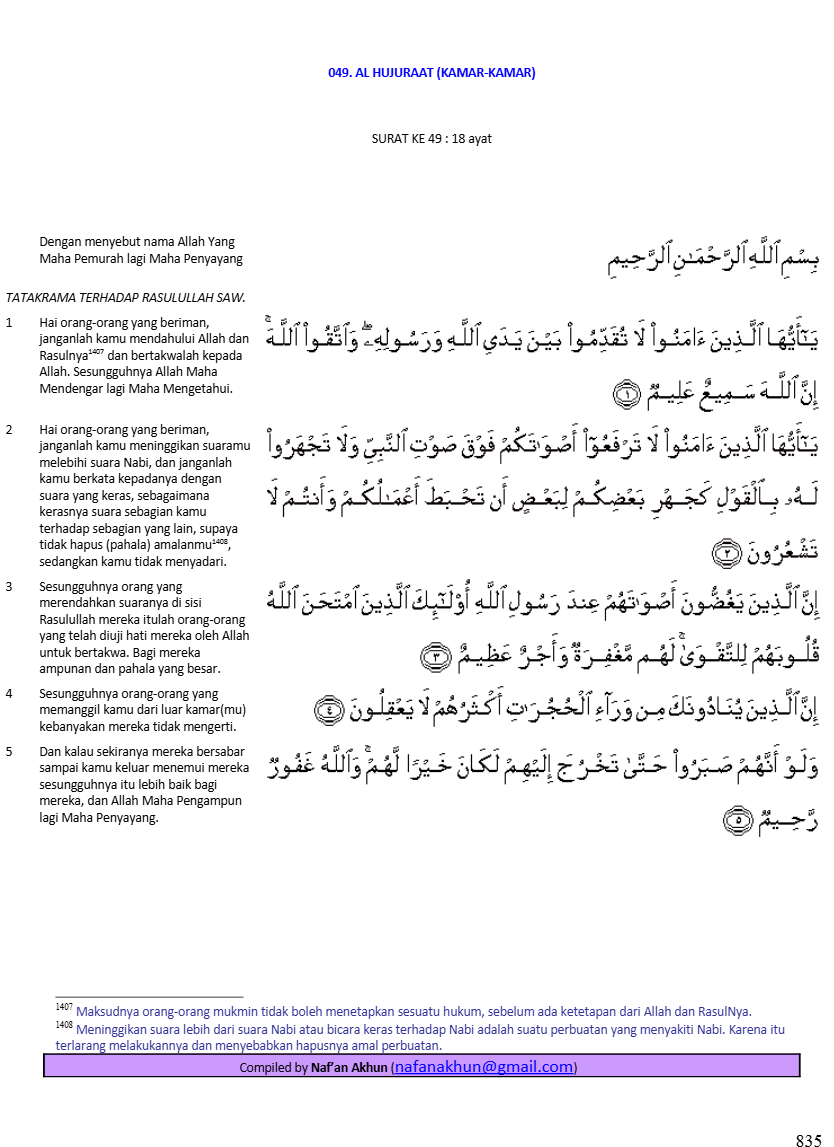 049. AL HUJURAAT (KAMAR-KAMAR)
SURAT KE 49 : 18 ayat
Dengan menyebut nama Allah Yang
Maha Pemurah lagi Maha Penyayang
بِسْمِ ٱللَّهِ ٱلرَّحْمَـٰنِ ٱلرَّحِيمِ
TATAKRAMA TERHADAP RASULULLAH SAW.
1 Hai orang-orang yang beriman,
janganlah kamu mendahului Allah dan
Rasulnya¹⁴⁰⁷ dan bertakwalah kepada
Allah. Sesungguhnya Allah Maha
Mendengar lagi Maha Mengetahui.
يَـٰٓأَيُّهَا ٱلَّذِينَ ءَامَنُوا۟ لَا تُقَدِّمُوا۟ بَيْنَ يَدَىِ ٱللَّهِ وَرَسُولِهِۦ ۖ وَٱتَّقُوا۟ ٱللَّهَ ۚ
إِنَّ ٱللَّهَ سَمِيعٌ عَلِيمٌ ﴿١﴾
2 Hai orang-orang yang beriman,
janganlah kamu meninggikan suaramu
melebihi suara Nabi, dan janganlah
kamu berkata kepadanya dengan
suara yang keras, sebagaimana
kerasnya suara sebagian kamu
terhadap sebagian yang lain, supaya
tidak hapus (pahala) amalanmu¹⁴⁰⁸,
sedangkan kamu tidak menyadari.
يَـٰٓأَيُّهَا ٱلَّذِينَ ءَامَنُوا۟ لَا تَرْفَعُوٓا۟ أَصْوَٰتَكُمْ فَوْقَ صَوْتِ ٱلنَّبِىِّ وَلَا تَجْهَرُوا۟
لَهُۥ بِٱلْقَوْلِ كَجَهْرِ بَعْضِكُمْ لِبَعْضٍ أَن تَحْبَطَ أَعْمَـٰلُكُمْ وَأَنتُمْ لَا
تَشْعُرُونَ ﴿٢﴾
3 Sesungguhnya orang yang
merendahkan suaranya di sisi
Rasulullah mereka itulah orang-orang
yang telah diuji hati mereka oleh Allah
untuk bertakwa. Bagi mereka
ampunan dan pahala yang besar.
إِنَّ ٱلَّذِينَ يَغُضُّونَ أَصْوَٰتَهُمْ عِندَ رَسُولِ ٱللَّهِ أُو۟لَـٰٓئِكَ ٱلَّذِينَ ٱمْتَحَنَ ٱللَّهُ
قُلُوبَهُمْ لِلتَّقْوَىٰ ۚ لَهُم مَّغْفِرَةٌ وَأَجْرٌ عَظِيمٌ ﴿٣﴾
4 Sesungguhnya orang-orang yang
memanggil kamu dari luar kamar(mu)
kebanyakan mereka tidak mengerti.
إِنَّ ٱلَّذِينَ يُنَادُونَكَ مِن وَرَآءِ ٱلْحُجُرَٰتِ أَكْثَرُهُمْ لَا يَعْقِلُونَ ﴿٤﴾
5 Dan kalau sekiranya mereka bersabar
sampai kamu keluar menemui mereka
sesungguhnya itu lebih baik bagi
mereka, dan Allah Maha Pengampun
lagi Maha Penyayang.
وَلَوْ أَنَّهُمْ صَبَرُوا۟ حَتَّىٰ تَخْرُجَ إِلَيْهِمْ لَكَانَ خَيْرًا لَّهُمْ ۚ وَٱللَّهُ غَفُورٌ
رَّحِيمٌ ﴿٥﴾
¹⁴⁰⁷ Maksudnya orang-orang mukmin tidak boleh menetapkan sesuatu hukum, sebelum ada ketetapan dari Allah dan RasulNya.
¹⁴⁰⁸ Meninggikan suara lebih dari suara Nabi atau bicara keras terhadap Nabi adalah suatu perbuatan yang menyakiti Nabi. Karena itu
terlarang melakukannya dan menyebabkan hapusnya amal perbuatan.
Compiled by Naf’an Akhun (nafanakhun@gmail.com)
835